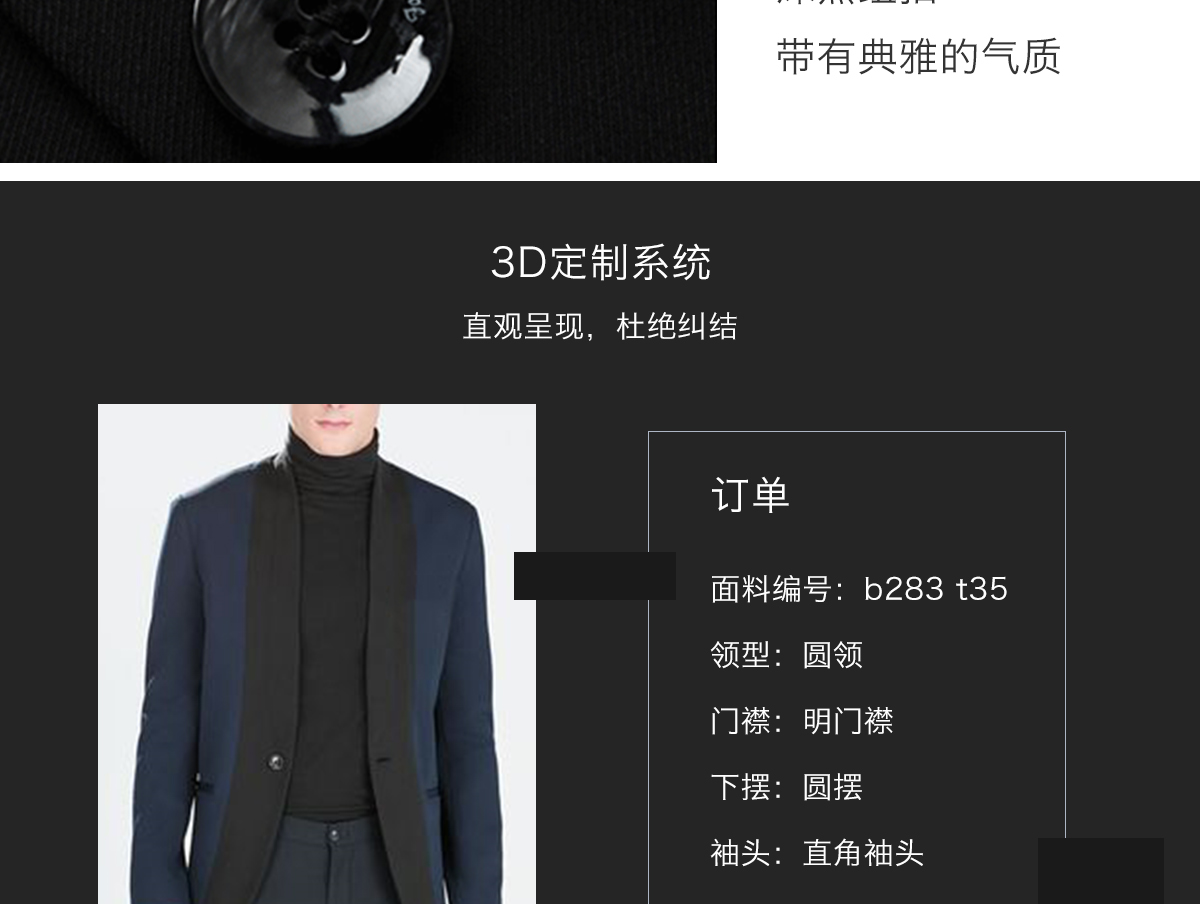 带有典雅的气质
3D定制系统
直观呈现，杜绝纠结
订单
面料编号：b283 t35
领型：圆领
门襟：明门襟
下摆：圆摆
袖头：直角袖头